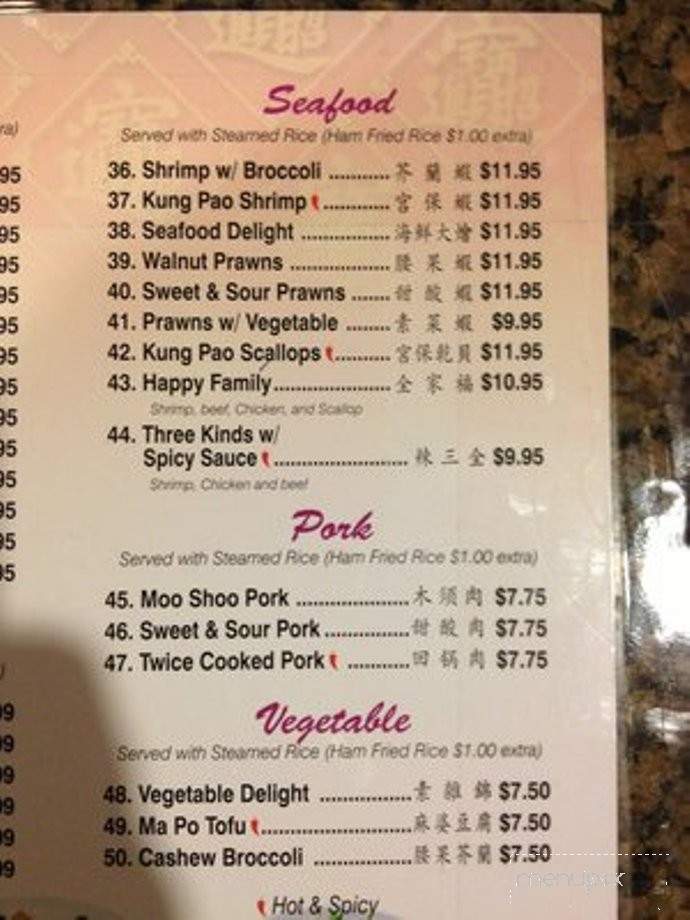 Seafood
Served with Steamed Rice (Ham Fried Rice $1.00 extra)
36. Shrimp w/ Broccoli ........... 芥蘭蝦 $11.95
37. Kung Pao Shrimp ............ 宮保蝦 $11.95
38. Seafood Delight ............... 海鮮大燴 $11.95
39. Walnut Prawns ................. 腰果蝦 $11.95
40. Sweet & Sour Prawns ....... 甜酸蝦 $11.95
41. Prawns w/ Vegetable ........ 素菜蝦 $9.95
42. Kung Pao Scallops .......... 宮保乾貝 $11.95
43. Happy Family .................... 全家福 $10.95
Shrimp, beef, Chicken, and Scallop
44. Three Kinds w/
Spicy Sauce ....................... 辣三全 $9.95
Shrimp, Chicken and beef
Pork
Served with Steamed Rice (Ham Fried Rice $1.00 extra)
45. Moo Shoo Pork ................... 木須肉 $7.75
46. Sweet & Sour Pork .............. 甜酸肉 $7.75
47. Twice Cooked Pork ........... 回鍋肉 $7.75
Vegetable
Served with Steamed Rice (Ham Fried Rice $1.00 extra)
48. Vegetable Delight ............... 素雜錦 $7.50
49. Ma Po Tofu ......................... 麻婆豆腐 $7.50
50. Cashew Broccoli ................ 腰果芥蘭 $7.50
Hot & Spicy